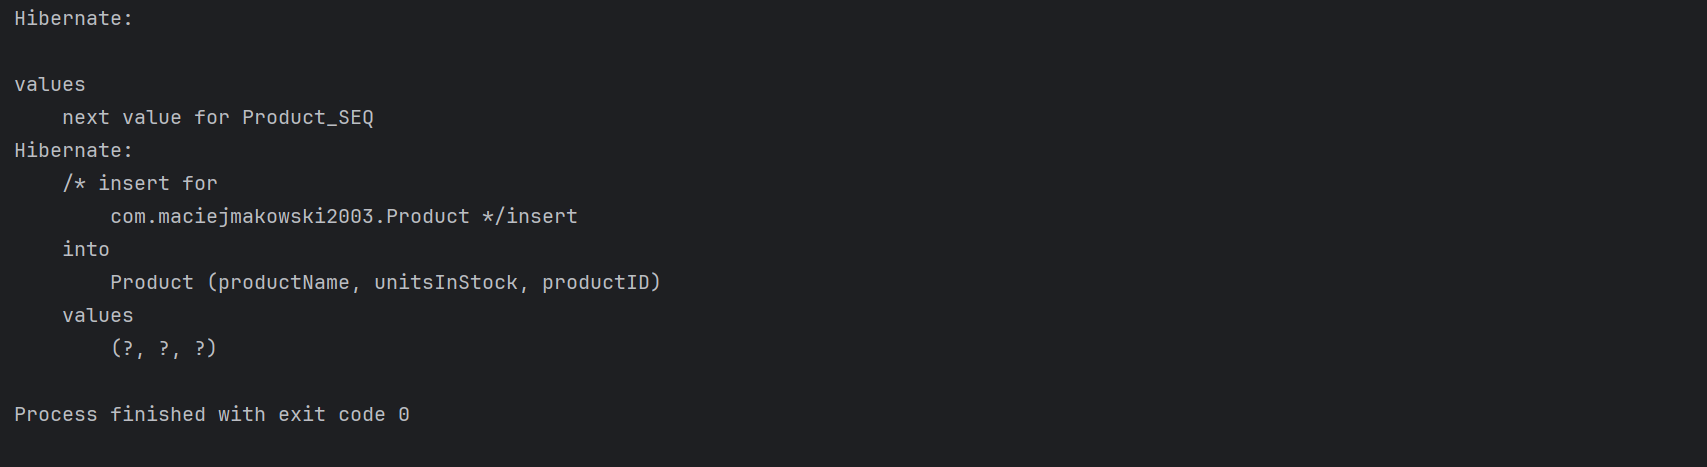 Hibernate:
values
    next value for Product_SEQ
Hibernate:
    /* insert for
        com.maciejmakowski2003.Product */insert
    into
        Product (productName, unitsInStock, productID)
    values
        (?, ?, ?)
Process finished with exit code 0